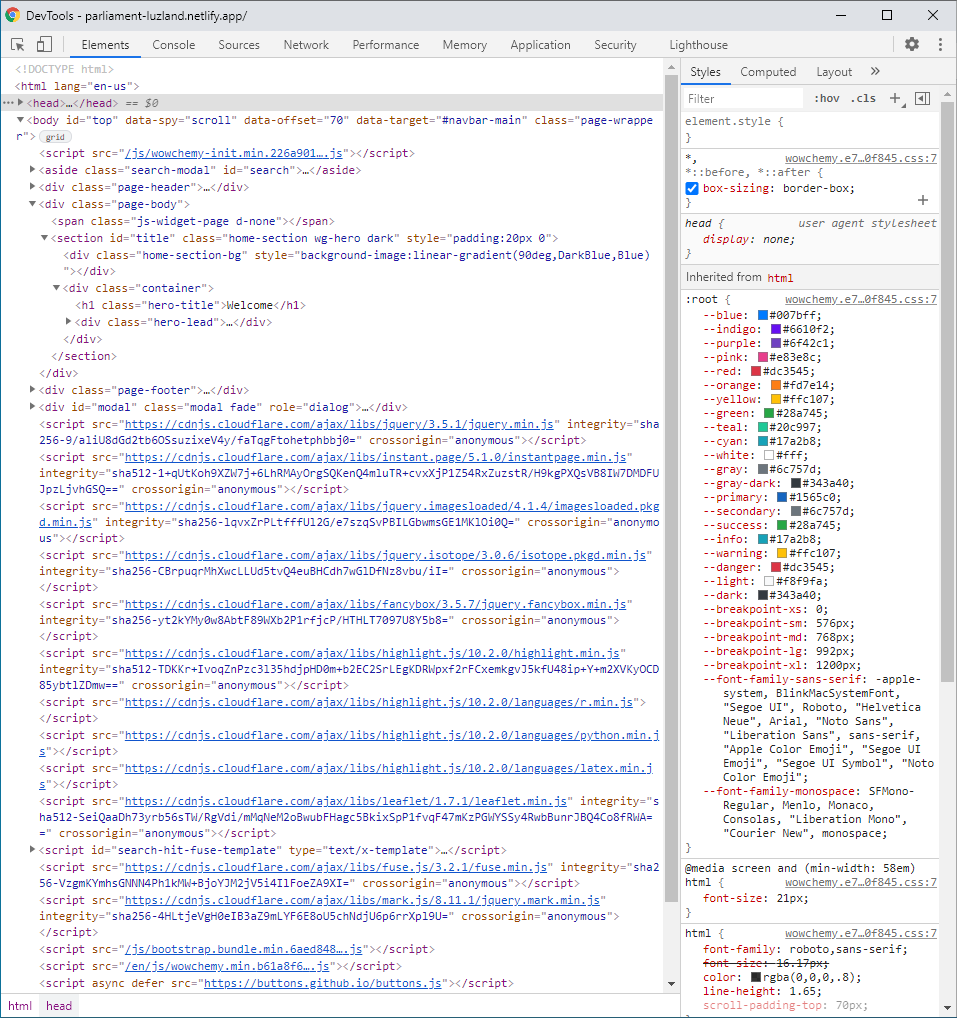 DevTools - parliament-luzland.netlify.app/
Elements Console Sources Network Performance Memory Application Security Lighthouse
<!DOCTYPE html>
<html lang="en-us">
<head>…</head> == $0
<body id="top" data-spy="scroll" data-offset="70" data-target="#navbar-main" class="page-wrappe
r"> grid
<script src="/js/wowchemy-init.min.226a901….js"></script>
<aside class="search-modal" id="search">…</aside>
<div class="page-header">…</div>
<div class="page-body">
<span class="js-widget-page d-none"></span>
<section id="title" class="home-section wg-hero dark" style="padding:20px 0">
<div class="home-section-bg" style="background-image:linear-gradient(90deg,DarkBlue,Blue)
"></div>
<div class="container">
<h1 class="hero-title">Welcome</h1>
<div class="hero-lead">…</div>
</div>
</section>
</div>
<div class="page-footer">…</div>
<div id="modal" class="modal fade" role="dialog">…</div>
<script src="https://cdnjs.cloudflare.com/ajax/libs/jquery/3.5.1/jquery.min.js" integrity="sha
256-9/aliU8dGd2tb6OSsuzixeV4y/faTqgFtohetphbbj0=" crossorigin="anonymous"></script>
<script src="https://cdnjs.cloudflare.com/ajax/libs/instant.page/5.1.0/instantpage.min.js"
integrity="sha512-1+qUtKoh9XZW7j+6LhRMAyOrgSQKenQ4mluTR+cvxXjP1Z54RxZuzstR/H9kgPXQsVB8IW7DMDFU
JpzLjvhGSQ==" crossorigin="anonymous"></script>
<script src="https://cdnjs.cloudflare.com/ajax/libs/jquery.imagesloaded/4.1.4/imagesloaded.pkg
d.min.js" integrity="sha256-lqvxZrPLtfffUl2G/e7szqSvPBILGbwmsGE1MKlOi0Q=" crossorigin="anonymo
us"></script>
<script src="https://cdnjs.cloudflare.com/ajax/libs/jquery.isotope/3.0.6/isotope.pkgd.min.js"
integrity="sha256-CBrpuqrMhXwcLLUd5tvQ4euBHCdh7wGlDfNz8vbu/iI=" crossorigin="anonymous">
</script>
<script src="https://cdnjs.cloudflare.com/ajax/libs/fancybox/3.5.7/jquery.fancybox.min.js"
integrity="sha256-yt2kYMy0w8AbtF89WXb2P1rfjcP/HTHLT7097U8Y5b8=" crossorigin="anonymous">
</script>
<script src="https://cdnjs.cloudflare.com/ajax/libs/highlight.js/10.2.0/highlight.min.js"
integrity="sha512-TDKKr+IvoqZnPzc3l35hdjpHD0m+b2EC2SrLEgKDRWpxf2rFCxemkgvJ5kfU48ip+Y+m2XVKyOCD
85ybtlZDmw==" crossorigin="anonymous"></script>
<script src="https://cdnjs.cloudflare.com/ajax/libs/highlight.js/10.2.0/languages/r.min.js">
</script>
<script src="https://cdnjs.cloudflare.com/ajax/libs/highlight.js/10.2.0/languages/python.min.j
s"></script>
<script src="https://cdnjs.cloudflare.com/ajax/libs/highlight.js/10.2.0/languages/latex.min.j
s"></script>
<script src="https://cdnjs.cloudflare.com/ajax/libs/leaflet/1.7.1/leaflet.min.js" integrity="s
ha512-SeiQaaDh73yrb56sTW/RgVdi/mMqNeM2oBwubFHagc5BkixSpP1fvqF47mKzPGWYSSy4RwbBunrJBQ4Co8fRWA=
=" crossorigin="anonymous"></script>
<script id="search-hit-fuse-template" type="text/x-template">…</script>
<script src="https://cdnjs.cloudflare.com/ajax/libs/fuse.js/3.2.1/fuse.min.js" integrity="sha2
56-VzgmKYmhsGNNN4Ph1kMW+BjoYJM2jV5i4IlFoeZA9XI=" crossorigin="anonymous"></script>
<script src="https://cdnjs.cloudflare.com/ajax/libs/mark.js/8.11.1/jquery.mark.min.js"
integrity="sha256-4HLtjeVgH0eIB3aZ9mLYF6E8oU5chNdjU6p6rrXpl9U=" crossorigin="anonymous">
</script>
<script src="/js/bootstrap.bundle.min.6aed848….js"></script>
<script src="/en/js/wowchemy.min.b61a8f6….js"></script>
<script async defer src="https://buttons.github.io/buttons.js"></script>
html head
Styles Computed Layout
Filter :hov .cls
element.style {
}
*, wowchemy.e7…0f845.css:7
*::before, *::after {
box-sizing: border-box;
}
head { user agent stylesheet
display: none;
}
Inherited from html
:root { wowchemy.e7…0f845.css:7
--blue: #007bff;
--indigo: #6610f2;
--purple: #6f42c1;
--pink: #e83e8c;
--red: #dc3545;
--orange: #fd7e14;
--yellow: #ffc107;
--green: #28a745;
--teal: #20c997;
--cyan: #17a2b8;
--white: #fff;
--gray: #6c757d;
--gray-dark: #343a40;
--primary: #1565c0;
--secondary: #6c757d;
--success: #28a745;
--info: #17a2b8;
--warning: #ffc107;
--danger: #dc3545;
--light: #f8f9fa;
--dark: #343a40;
--breakpoint-xs: 0;
--breakpoint-sm: 576px;
--breakpoint-md: 768px;
--breakpoint-lg: 992px;
--breakpoint-xl: 1200px;
--font-family-sans-serif: -apple-
system, BlinkMacSystemFont,
"Segoe UI", Roboto, "Helvetica
Neue", Arial, "Noto Sans",
"Liberation Sans", sans-serif,
"Apple Color Emoji", "Segoe UI
Emoji", "Segoe UI Symbol", "Noto
Color Emoji";
--font-family-monospace: SFMono-
Regular, Menlo, Monaco,
Consolas, "Liberation Mono",
"Courier New", monospace;
}
@media screen and (min-width: 58em)
html { wowchemy.e7…0f845.css:7
font-size: 21px;
}
html { wowchemy.e7…0f845.css:7
font-family: roboto,sans-serif;
font-size: 16.17px;
color: rgba(0,0,0,.8);
line-height: 1.65;
scroll-padding-top: 70px;